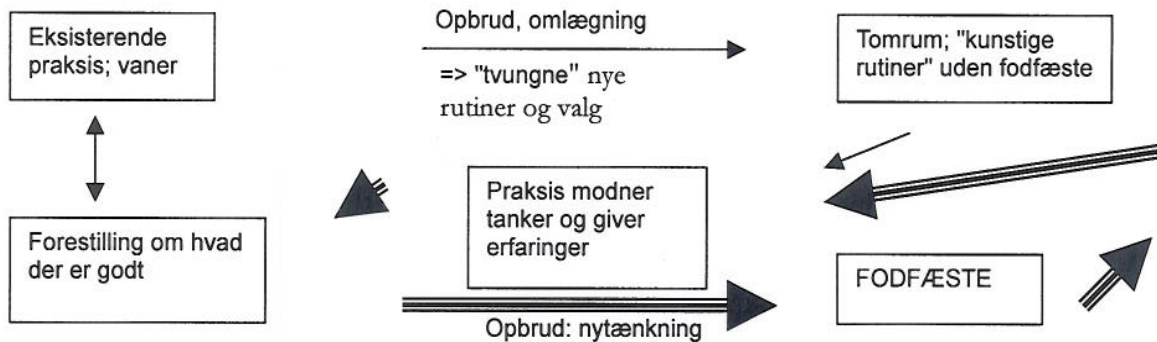 Eksisterende
praksis; vaner
Opbrud, omlægning
=> "tvungne" nye
rutiner og valg
Tomrum; "kunstige
rutiner" uden fodfæste
Praksis modner
tanker og giver
erfaringer
Forestilling om hvad
der er godt
FODFÆSTE
Opbrud: nytænkning